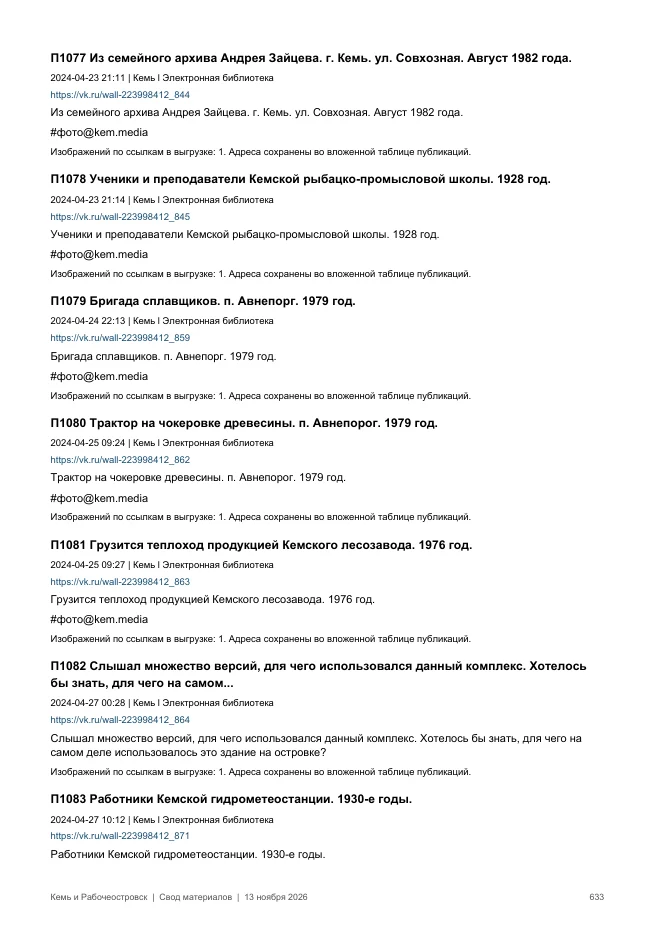 П1077 Из семейного архива Андрея Зайцева. г. Кемь. ул. Совхозная. Август 1982 года.
2024-04-23 21:11 | Кемь I Электронная библиотека
https://vk.ru/wall-223998412_844
Из семейного архива Андрея Зайцева. г. Кемь. ул. Совхозная. Август 1982 года.
#фото@kem.media
Изображений по ссылкам в выгрузке: 1. Адреса сохранены во вложенной таблице публикаций.
П1078 Ученики и преподаватели Кемской рыбацко-промысловой школы. 1928 год.
2024-04-23 21:14 | Кемь I Электронная библиотека
https://vk.ru/wall-223998412_845
Ученики и преподаватели Кемской рыбацко-промысловой школы. 1928 год.
#фото@kem.media
Изображений по ссылкам в выгрузке: 1. Адреса сохранены во вложенной таблице публикаций.
П1079 Бригада сплавщиков. п. Авнепорг. 1979 год.
2024-04-24 22:13 | Кемь I Электронная библиотека
https://vk.ru/wall-223998412_859
Бригада сплавщиков. п. Авнепорг. 1979 год.
#фото@kem.media
Изображений по ссылкам в выгрузке: 1. Адреса сохранены во вложенной таблице публикаций.
П1080 Трактор на чокеровке древесины. п. Авнепорог. 1979 год.
2024-04-25 09:24 | Кемь I Электронная библиотека
https://vk.ru/wall-223998412_862
Трактор на чокеровке древесины. п. Авнепорог. 1979 год.
#фото@kem.media
Изображений по ссылкам в выгрузке: 1. Адреса сохранены во вложенной таблице публикаций.
П1081 Грузится теплоход продукцией Кемского лесозавода. 1976 год.
2024-04-25 09:27 | Кемь I Электронная библиотека
https://vk.ru/wall-223998412_863
Грузится теплоход продукцией Кемского лесозавода. 1976 год.
#фото@kem.media
Изображений по ссылкам в выгрузке: 1. Адреса сохранены во вложенной таблице публикаций.
П1082 Слышал множество версий, для чего использовался данный комплекс. Хотелось
бы знать, для чего на самом...
2024-04-27 00:28 | Кемь I Электронная библиотека
https://vk.ru/wall-223998412_864
Слышал множество версий, для чего использовался данный комплекс. Хотелось бы знать, для чего на
самом деле использовалось это здание на островке?
Изображений по ссылкам в выгрузке: 1. Адреса сохранены во вложенной таблице публикаций.
П1083 Работники Кемской гидрометеостанции. 1930-е годы.
2024-04-27 10:12 | Кемь I Электронная библиотека
https://vk.ru/wall-223998412_871
Работники Кемской гидрометеостанции. 1930-е годы.
Кемь и Рабочеостровск | Свод материалов | 13 ноября 2026 633